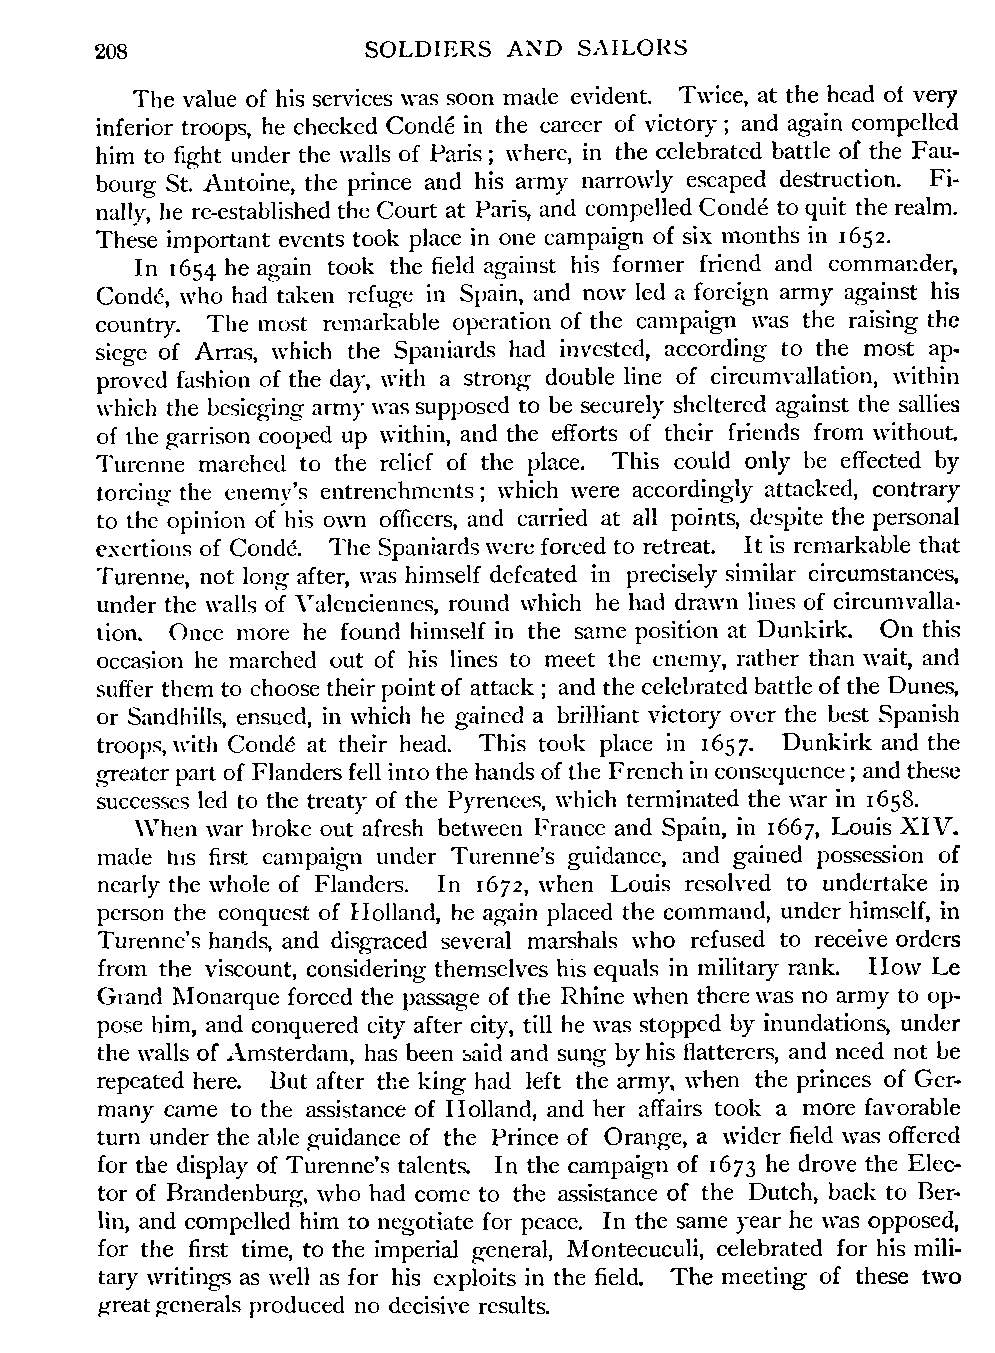 208 SOLDIERS AND SAILORS
The value of his services was soon made evident. Twice, at the head of very
inferior troops, he checked Condé in the career of victory; and again compelled
him to fight under the walls of Paris; where, in the celebrated battle of the Fau-
bourg St. Antoine, the prince and his army narrowly escaped destruction. Fi-
nally, he re-established the Court at Paris, and compelled Condé to quit the realm.
These important events took place in one campaign of six months in 1652.
In 1654 he again took the field against his former friend and commander,
Condé, who had taken refuge in Spain, and now led a foreign army against his
country. The most remarkable operation of the campaign was the raising the
siege of Arras, which the Spaniards had invested, according to the most ap-
proved fashion of the day, with a strong double line of circumvallation, within
which the besieging army was supposed to be securely sheltered against the sallies
of the garrison cooped up within, and the efforts of their friends from without.
Turenne marched to the relief of the place. This could only be effected by
forcing the enemy's entrenchments; which were accordingly attacked, contrary
to the opinion of his own officers, and carried at all points, despite the personal
exertions of Condé. The Spaniards were forced to retreat. It is remarkable that
Turenne, not long after, was himself defeated in precisely similar circumstances,
under the walls of Valenciennes, round which he had drawn lines of circumvalla-
tion. Once more he found himself in the same position at Dunkirk. On this
occasion he marched out of his lines to meet the enemy, rather than wait, and
suffer them to choose their point of attack; and the celebrated battle of the Dunes,
or Sandhills, ensued, in which he gained a brilliant victory over the best Spanish
troops, with Condé at their head. This took place in 1657. Dunkirk and the
greater part of Flanders fell into the hands of the French in consequence; and these
successes led to the treaty of the Pyrenees, which terminated the war in 1658.
When war broke out afresh between France and Spain, in 1667, Louis XIV.
made his first campaign under Turenne's guidance, and gained possession of
nearly the whole of Flanders. In 1672, when Louis resolved to undertake in
person the conquest of Holland, he again placed the command, under himself, in
Turenne's hands, and disgraced several marshals who refused to receive orders
from the viscount, considering themselves his equals in military rank. How Le
Grand Monarque forced the passage of the Rhine when there was no army to op-
pose him, and conquered city after city, till he was stopped by inundations, under
the walls of Amsterdam, has been said and sung by his flatterers, and need not be
repeated here. But after the king had left the army, when the princes of Ger-
many came to the assistance of Holland, and her affairs took a more favorable
turn under the able guidance of the Prince of Orange, a wider field was offered
for the display of Turenne's talents. In the campaign of 1673 he drove the Elec-
tor of Brandenburg, who had come to the assistance of the Dutch, back to Ber-
lin, and compelled him to negotiate for peace. In the same year he was opposed,
for the first time, to the imperial general, Montecuculi, celebrated for his mili-
tary writings as well as for his exploits in the field. The meeting of these two
great generals produced no decisive results.